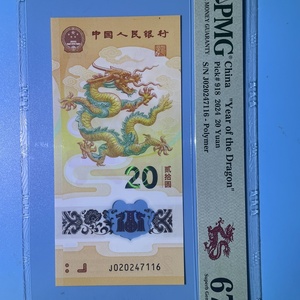 中国人民银行
20
贰拾圆
J020247116
PMG
MONEY GUARANTY
China "Year of the Dragon"
Pick# 918 2024 20 Yuan
S/N J020247116 - Polymer